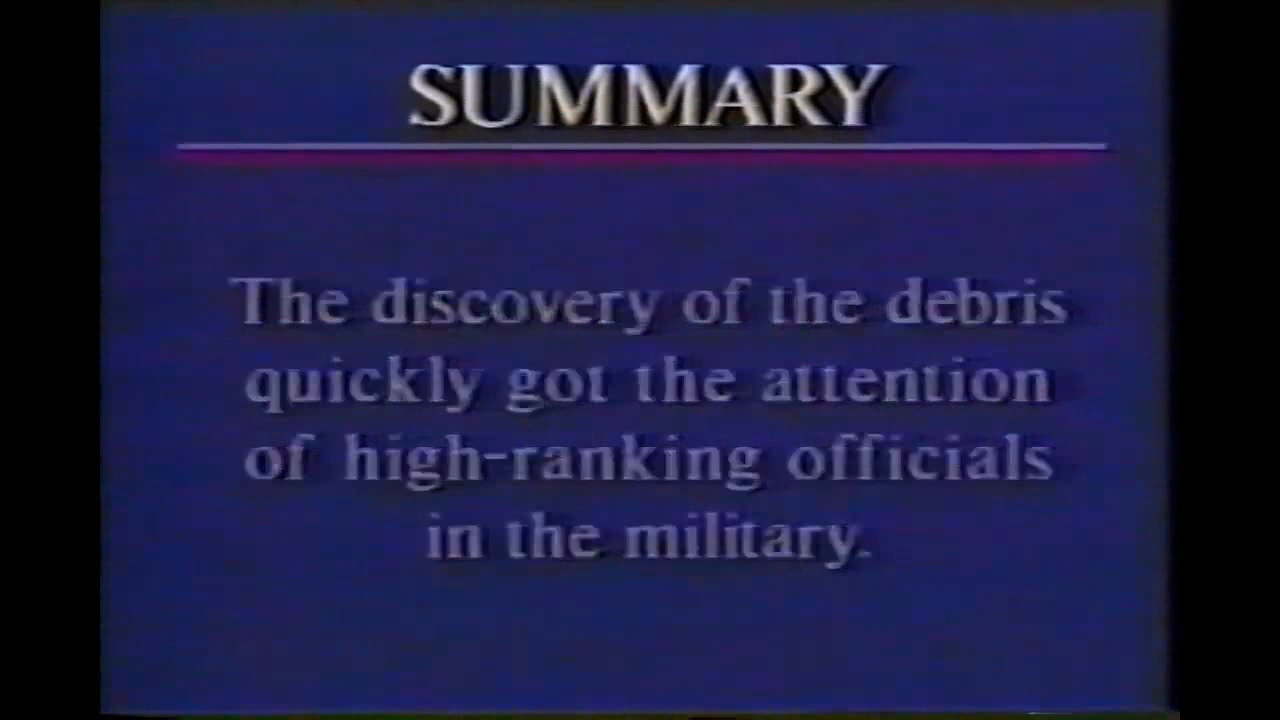 SUMMARY
The discovery of the debris
quickly got the attention
of high-ranking officials
in the military.